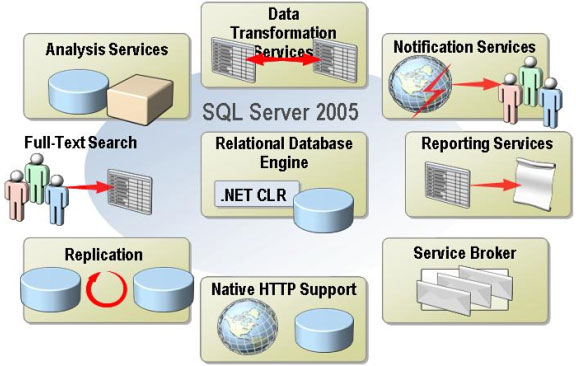 Data
Transformation
Services
Analysis Services
Notification Services
SQL Server 2005
Full-Text Search
Relational Database
Engine
.NET CLR
Reporting Services
Replication
Native HTTP Support
Service Broker